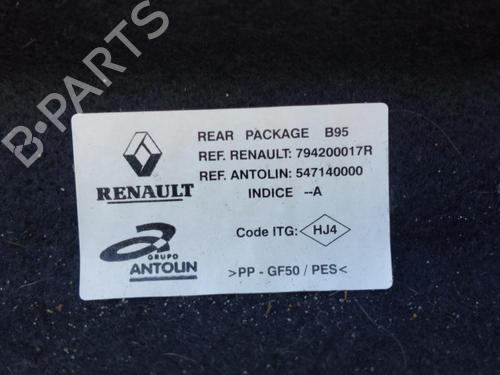 B-PARTS
RENAULT
REAR PACKAGE B95
REF. RENAULT: 794200017R
REF. ANTOLIN: 547140000
INDICE --A
GRUPO
ANTOLIN
Code ITG: HJ4
>PP - GF50 / PES<